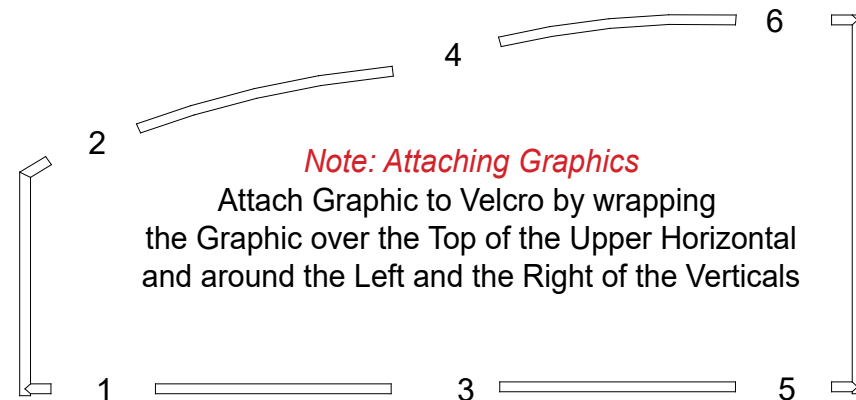 6
4
2
Note: Attaching Graphics
Attach Graphic to Velcro by wrapping
the Graphic over the Top of the Upper Horizontal
and around the Left and the Right of the Verticals
1 3 5